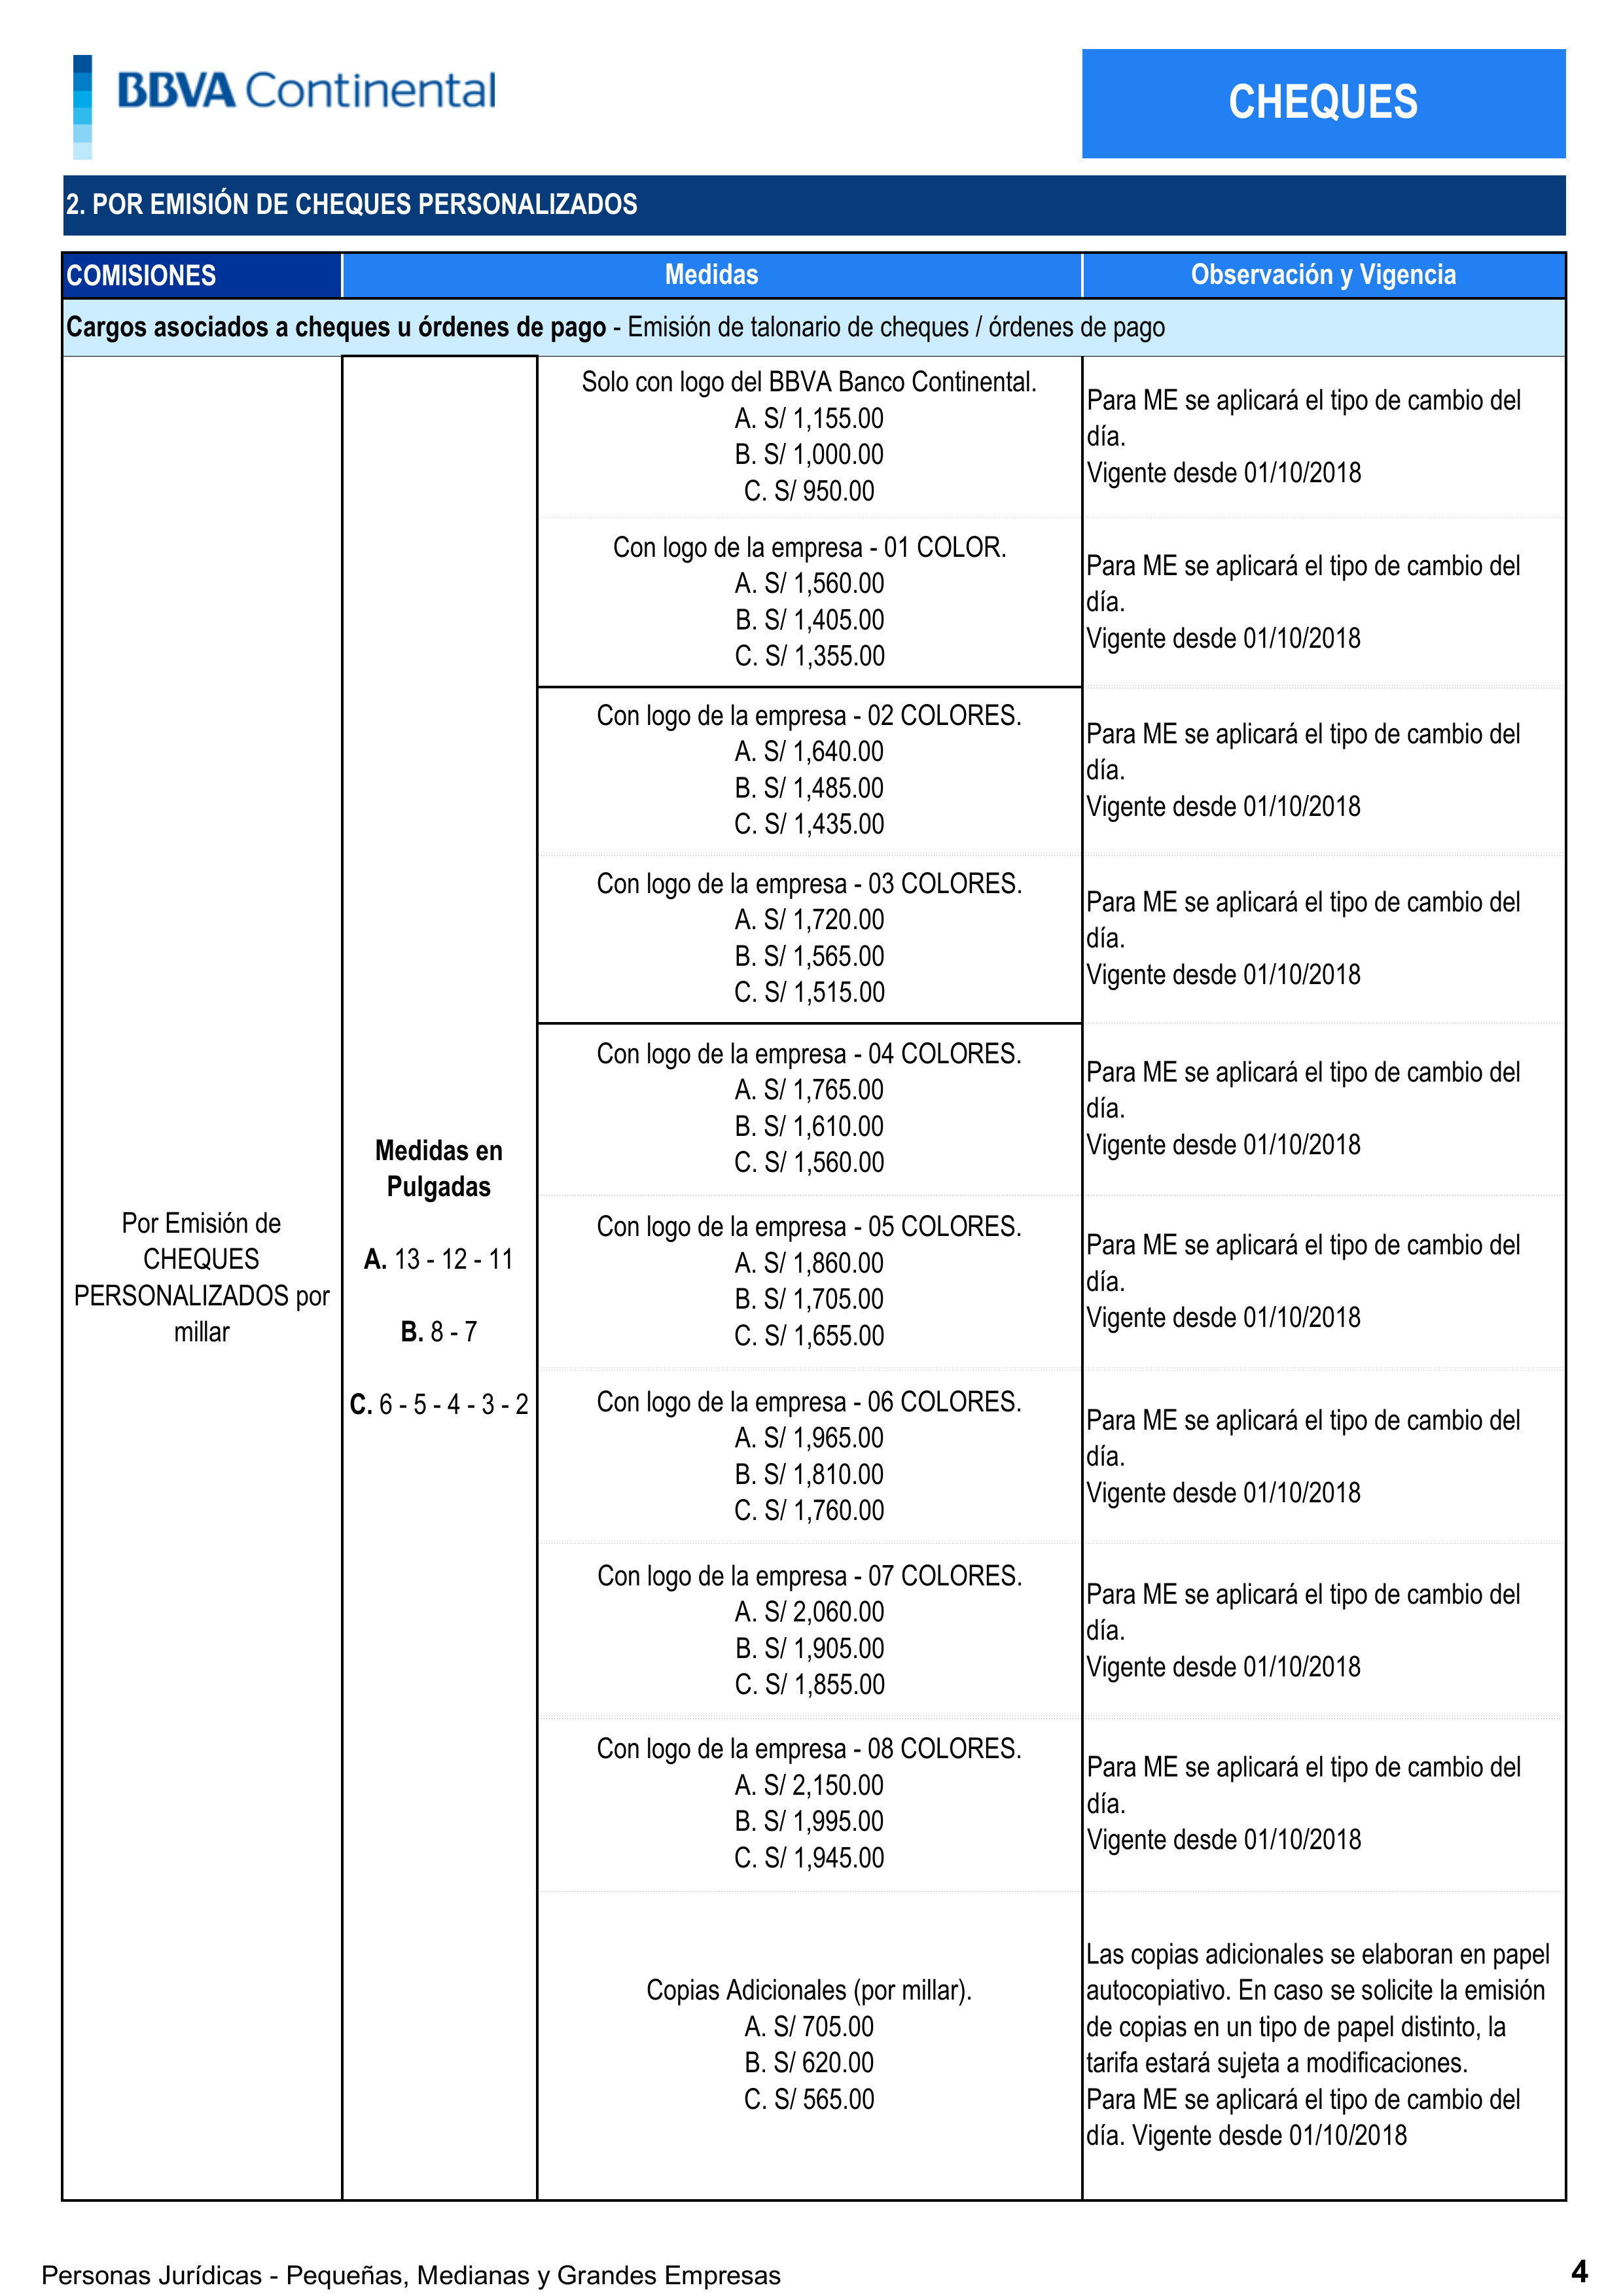 BBVA Continental
CHEQUES
2. POR EMISIÓN DE CHEQUES PERSONALIZADOS
COMISIONES
Medidas
Observación y Vigencia
Cargos asociados a cheques u órdenes de pago - Emisión de talonario de cheques / órdenes de pago
Por Emisión de
CHEQUES
PERSONALIZADOS por
millar
Medidas en
Pulgadas
A. 13 - 12 - 11
B. 8 - 7
C. 6 - 5 - 4 - 3 - 2
Solo con logo del BBVA Banco Continental.
A. S/ 1,155.00
B. S/ 1,000.00
C. S/ 950.00
Para ME se aplicará el tipo de cambio del
día.
Vigente desde 01/10/2018
Con logo de la empresa - 01 COLOR.
A. S/ 1,560.00
B. S/ 1,405.00
C. S/ 1,355.00
Para ME se aplicará el tipo de cambio del
día.
Vigente desde 01/10/2018
Con logo de la empresa - 02 COLORES.
A. S/ 1,640.00
B. S/ 1,485.00
C. S/ 1,435.00
Para ME se aplicará el tipo de cambio del
día.
Vigente desde 01/10/2018
Con logo de la empresa - 03 COLORES.
A. S/ 1,720.00
B. S/ 1,565.00
C. S/ 1,515.00
Para ME se aplicará el tipo de cambio del
día.
Vigente desde 01/10/2018
Con logo de la empresa - 04 COLORES.
A. S/ 1,765.00
B. S/ 1,610.00
C. S/ 1,560.00
Para ME se aplicará el tipo de cambio del
día.
Vigente desde 01/10/2018
Con logo de la empresa - 05 COLORES.
A. S/ 1,860.00
B. S/ 1,705.00
C. S/ 1,655.00
Para ME se aplicará el tipo de cambio del
día.
Vigente desde 01/10/2018
Con logo de la empresa - 06 COLORES.
A. S/ 1,965.00
B. S/ 1,810.00
C. S/ 1,760.00
Para ME se aplicará el tipo de cambio del
día.
Vigente desde 01/10/2018
Con logo de la empresa - 07 COLORES.
A. S/ 2,060.00
B. S/ 1,905.00
C. S/ 1,855.00
Para ME se aplicará el tipo de cambio del
día.
Vigente desde 01/10/2018
Con logo de la empresa - 08 COLORES.
A. S/ 2,150.00
B. S/ 1,995.00
C. S/ 1,945.00
Para ME se aplicará el tipo de cambio del
día.
Vigente desde 01/10/2018
Copias Adicionales (por millar).
A. S/ 705.00
B. S/ 620.00
C. S/ 565.00
Las copias adicionales se elaboran en papel
autocopiativo. En caso se solicite la emisión
de copias en un tipo de papel distinto, la
tarifa estará sujeta a modificaciones.
Para ME se aplicará el tipo de cambio del
día. Vigente desde 01/10/2018
Personas Jurídicas - Pequeñas, Medianas y Grandes Empresas
4